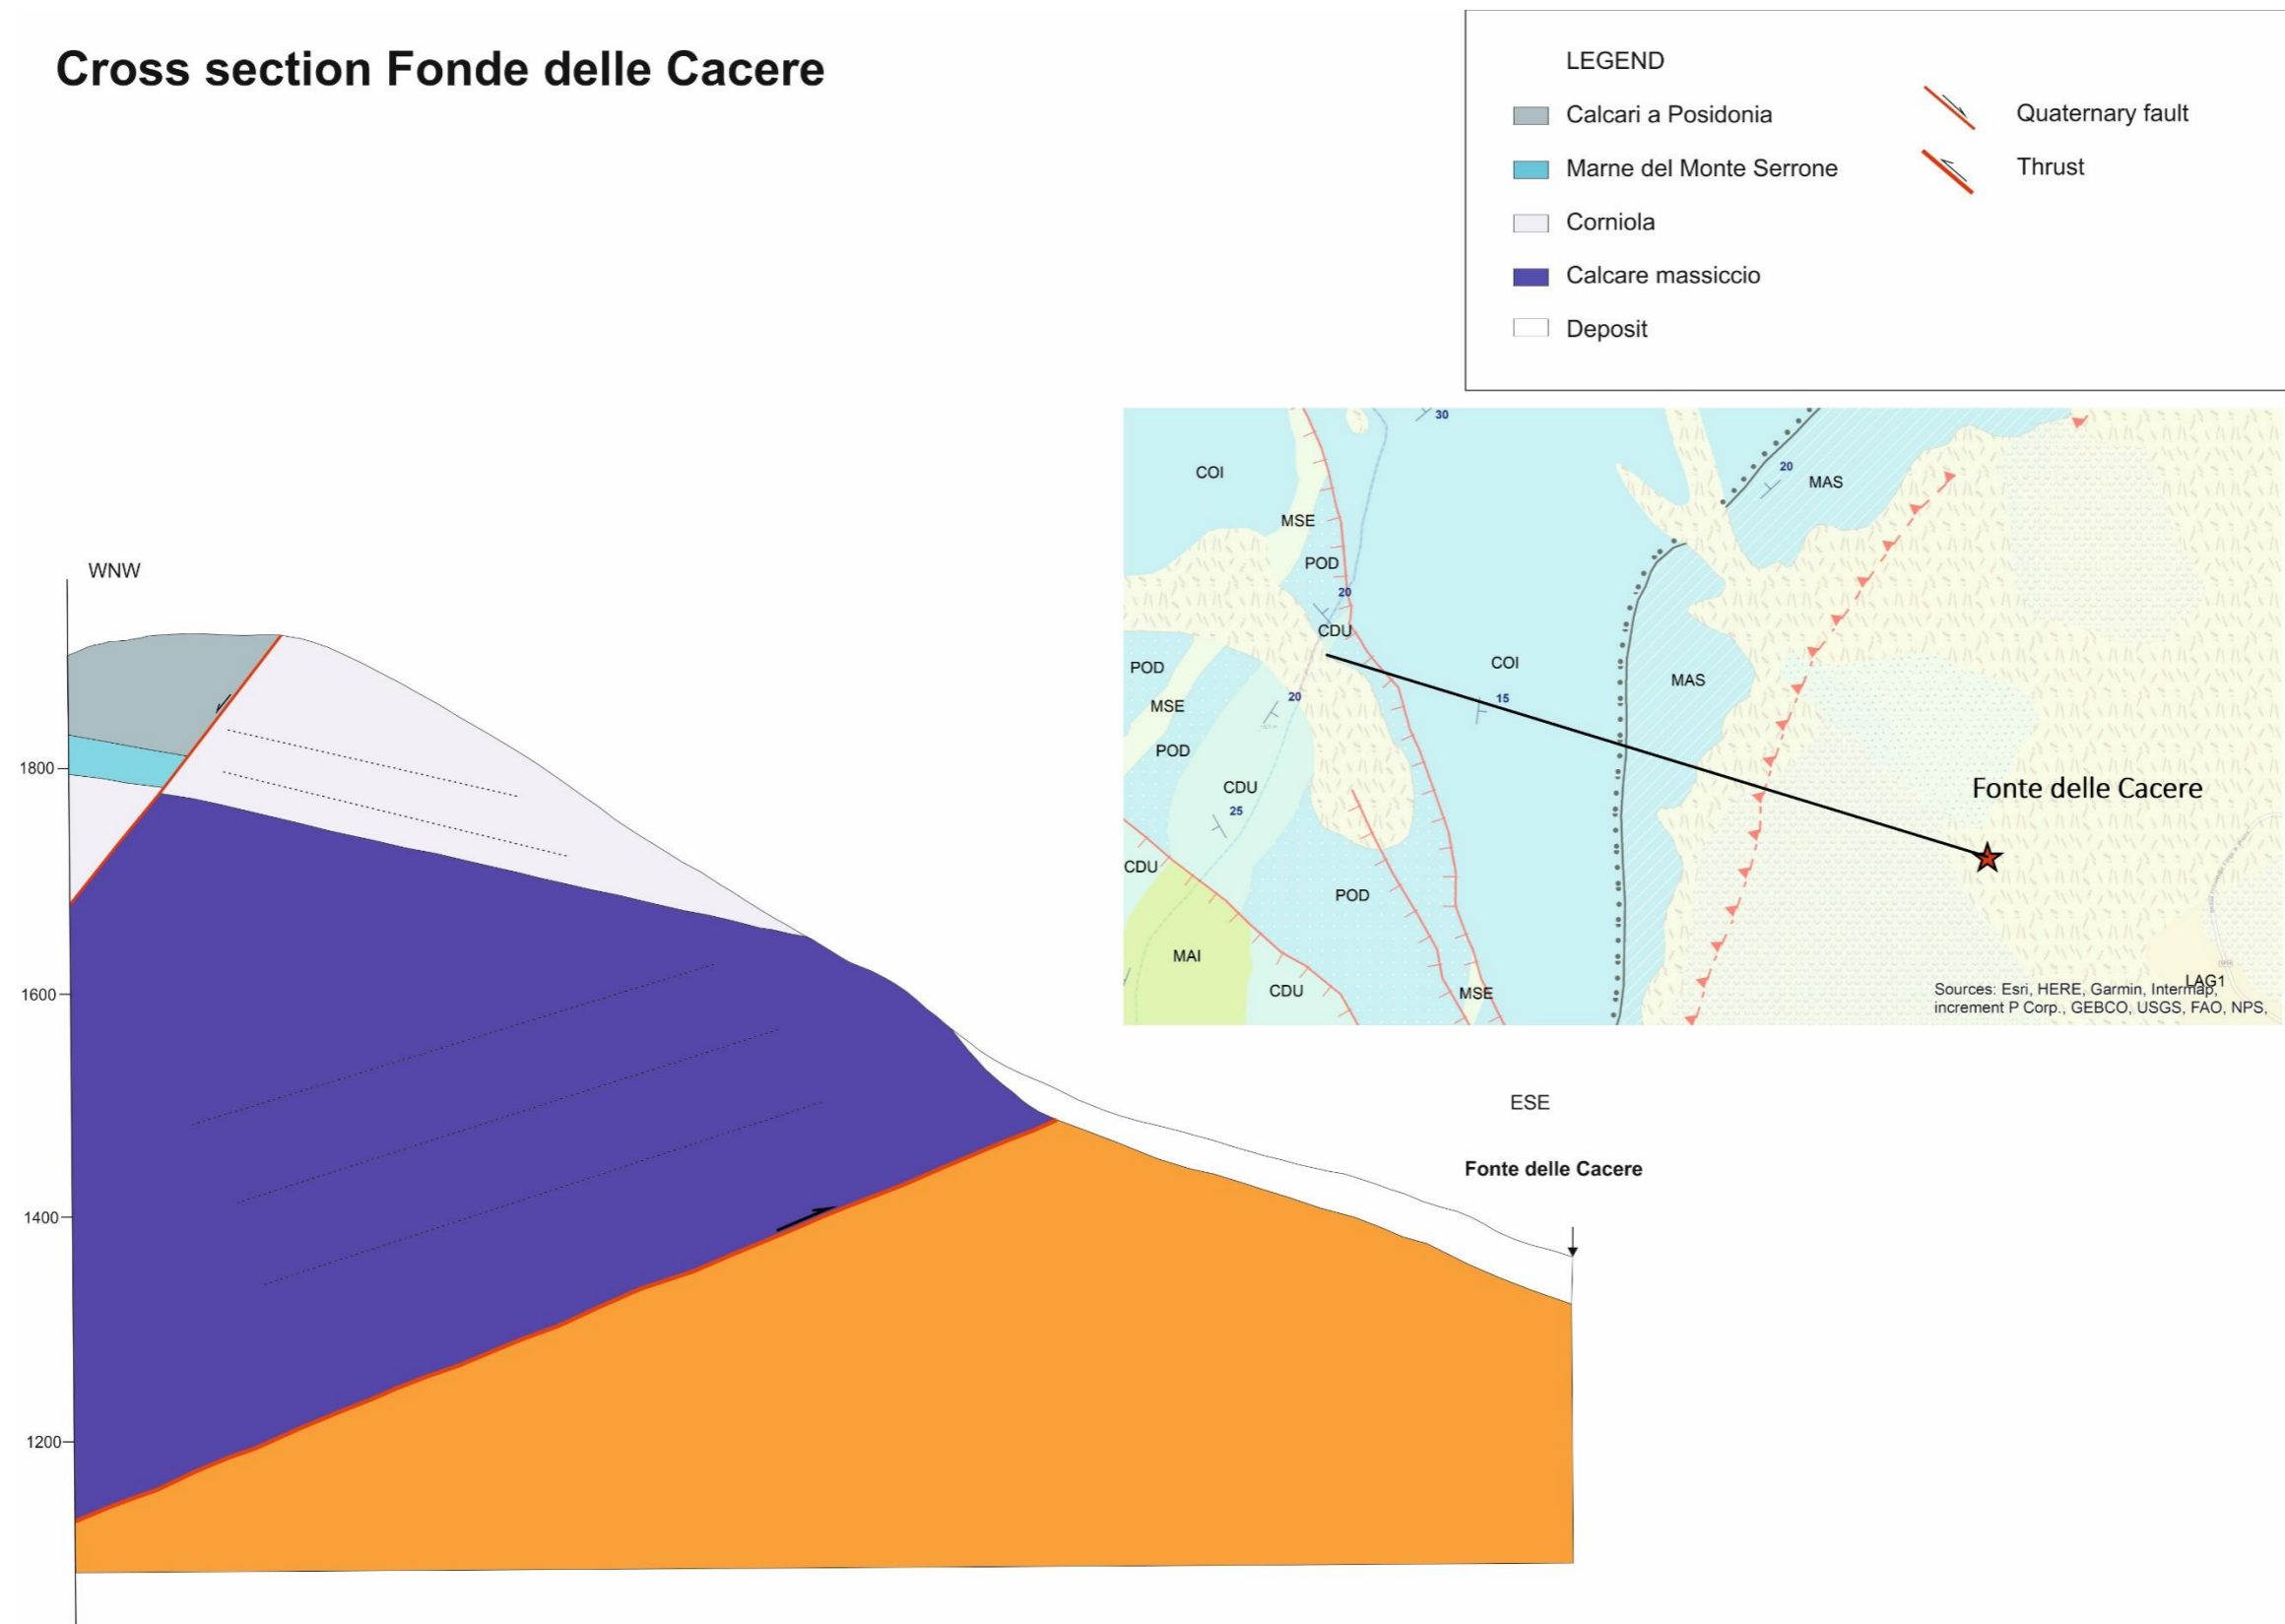 Cross section Fonde delle Cacere
LEGEND
Calcari a Posidonia
Marne del Monte Serrone
Corniola
Calcare massiccio
Deposit
Quaternary fault
Thrust
30
COI
20
MAS
MSE
POD
20
CDU
COI
POD
MAS
20
15
MSE
POD
CDU
Fonte delle Cacere
25
CDU
POD
MAI
CDU
MSE
LAG1
Sources: Esri, HERE, Garmin, Intermap,
increment P Corp., GEBCO, USGS, FAO, NPS,
WNW
1800
1600
1400
1200
ESE
Fonte delle Cacere